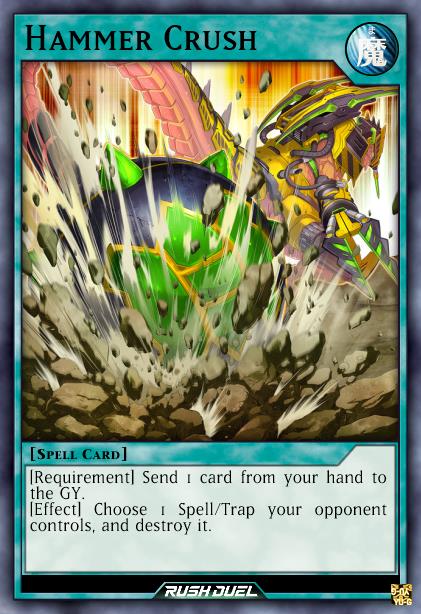 Hammer Crush
ま
魔
[Spell Card]
[Requirement] Send 1 card from your hand to
the GY.
[Effect] Choose 1 Spell/Trap your opponent
controls, and destroy it.
RUSH DUEL